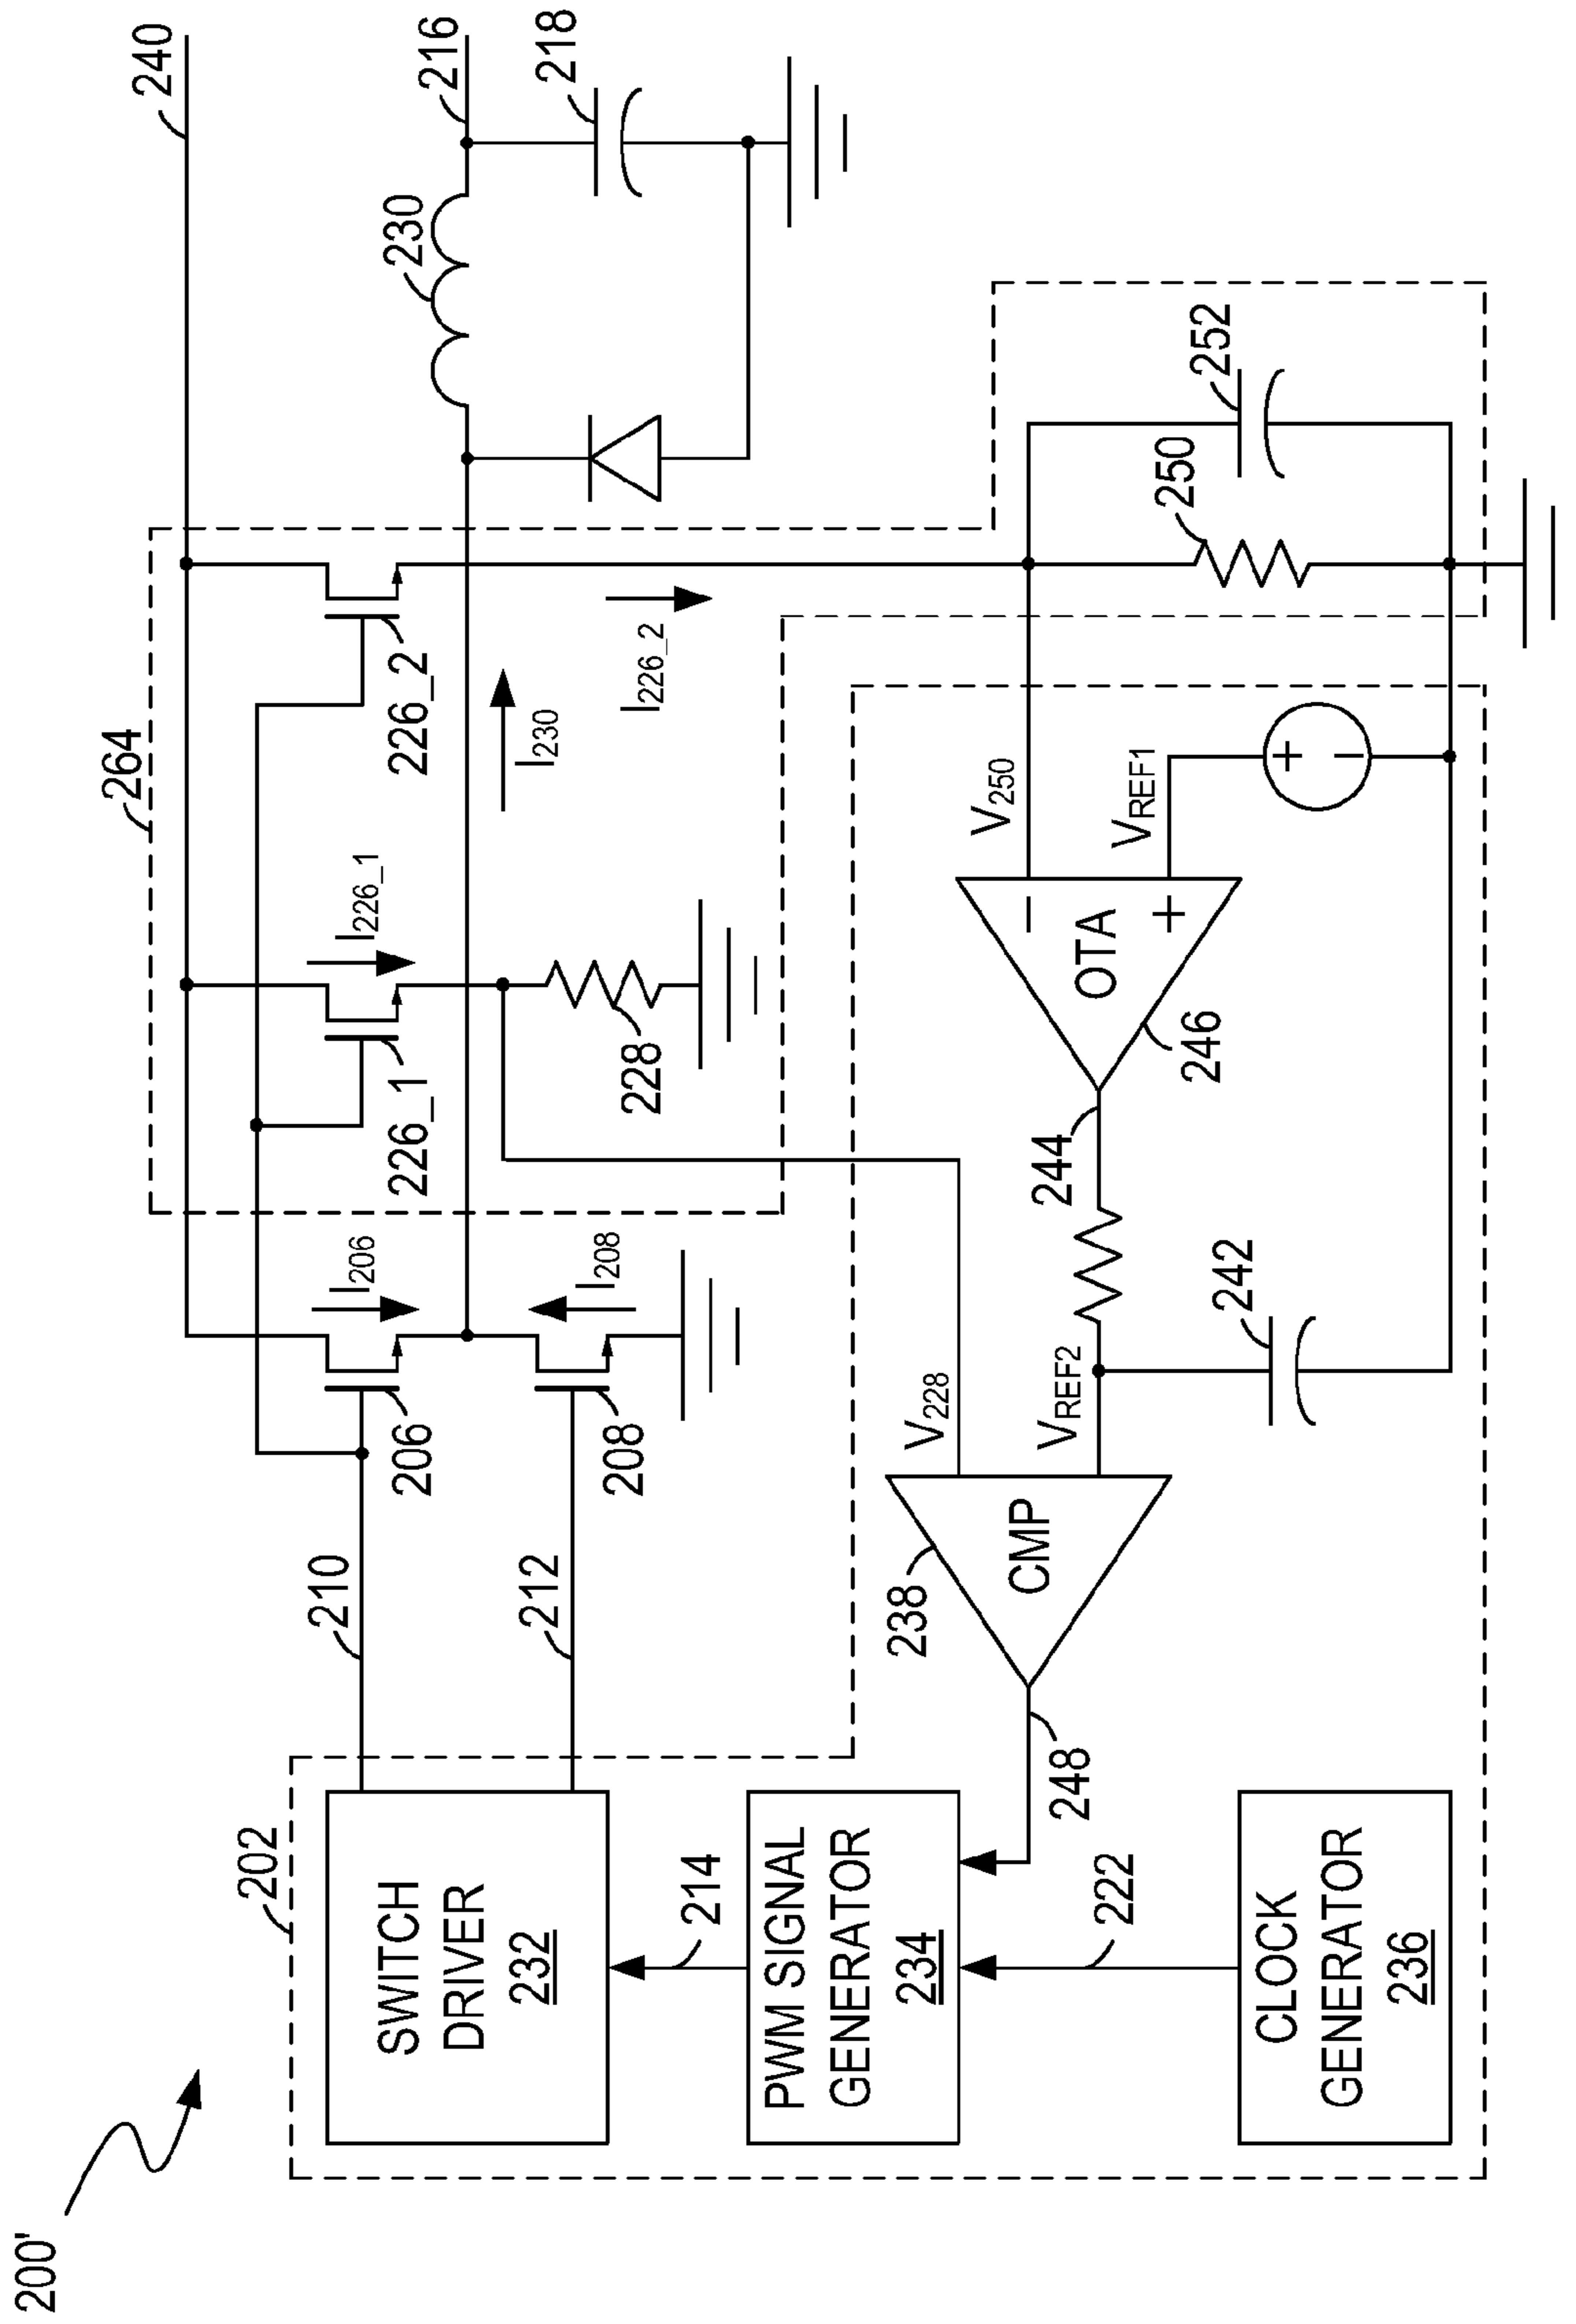 200'
202
SWITCH
DRIVER
232
214
PWM SIGNAL
GENERATOR
234
222
CLOCK
GENERATOR
236
210
212
248
238
CMP
V228
VREF2
242
206
208
I206
I208
264
226_1
I226_1
228
244
246
OTA
−
+
V250
VREF1
+
−
226_2
I226_2
I230
250
252
230
240
216
218